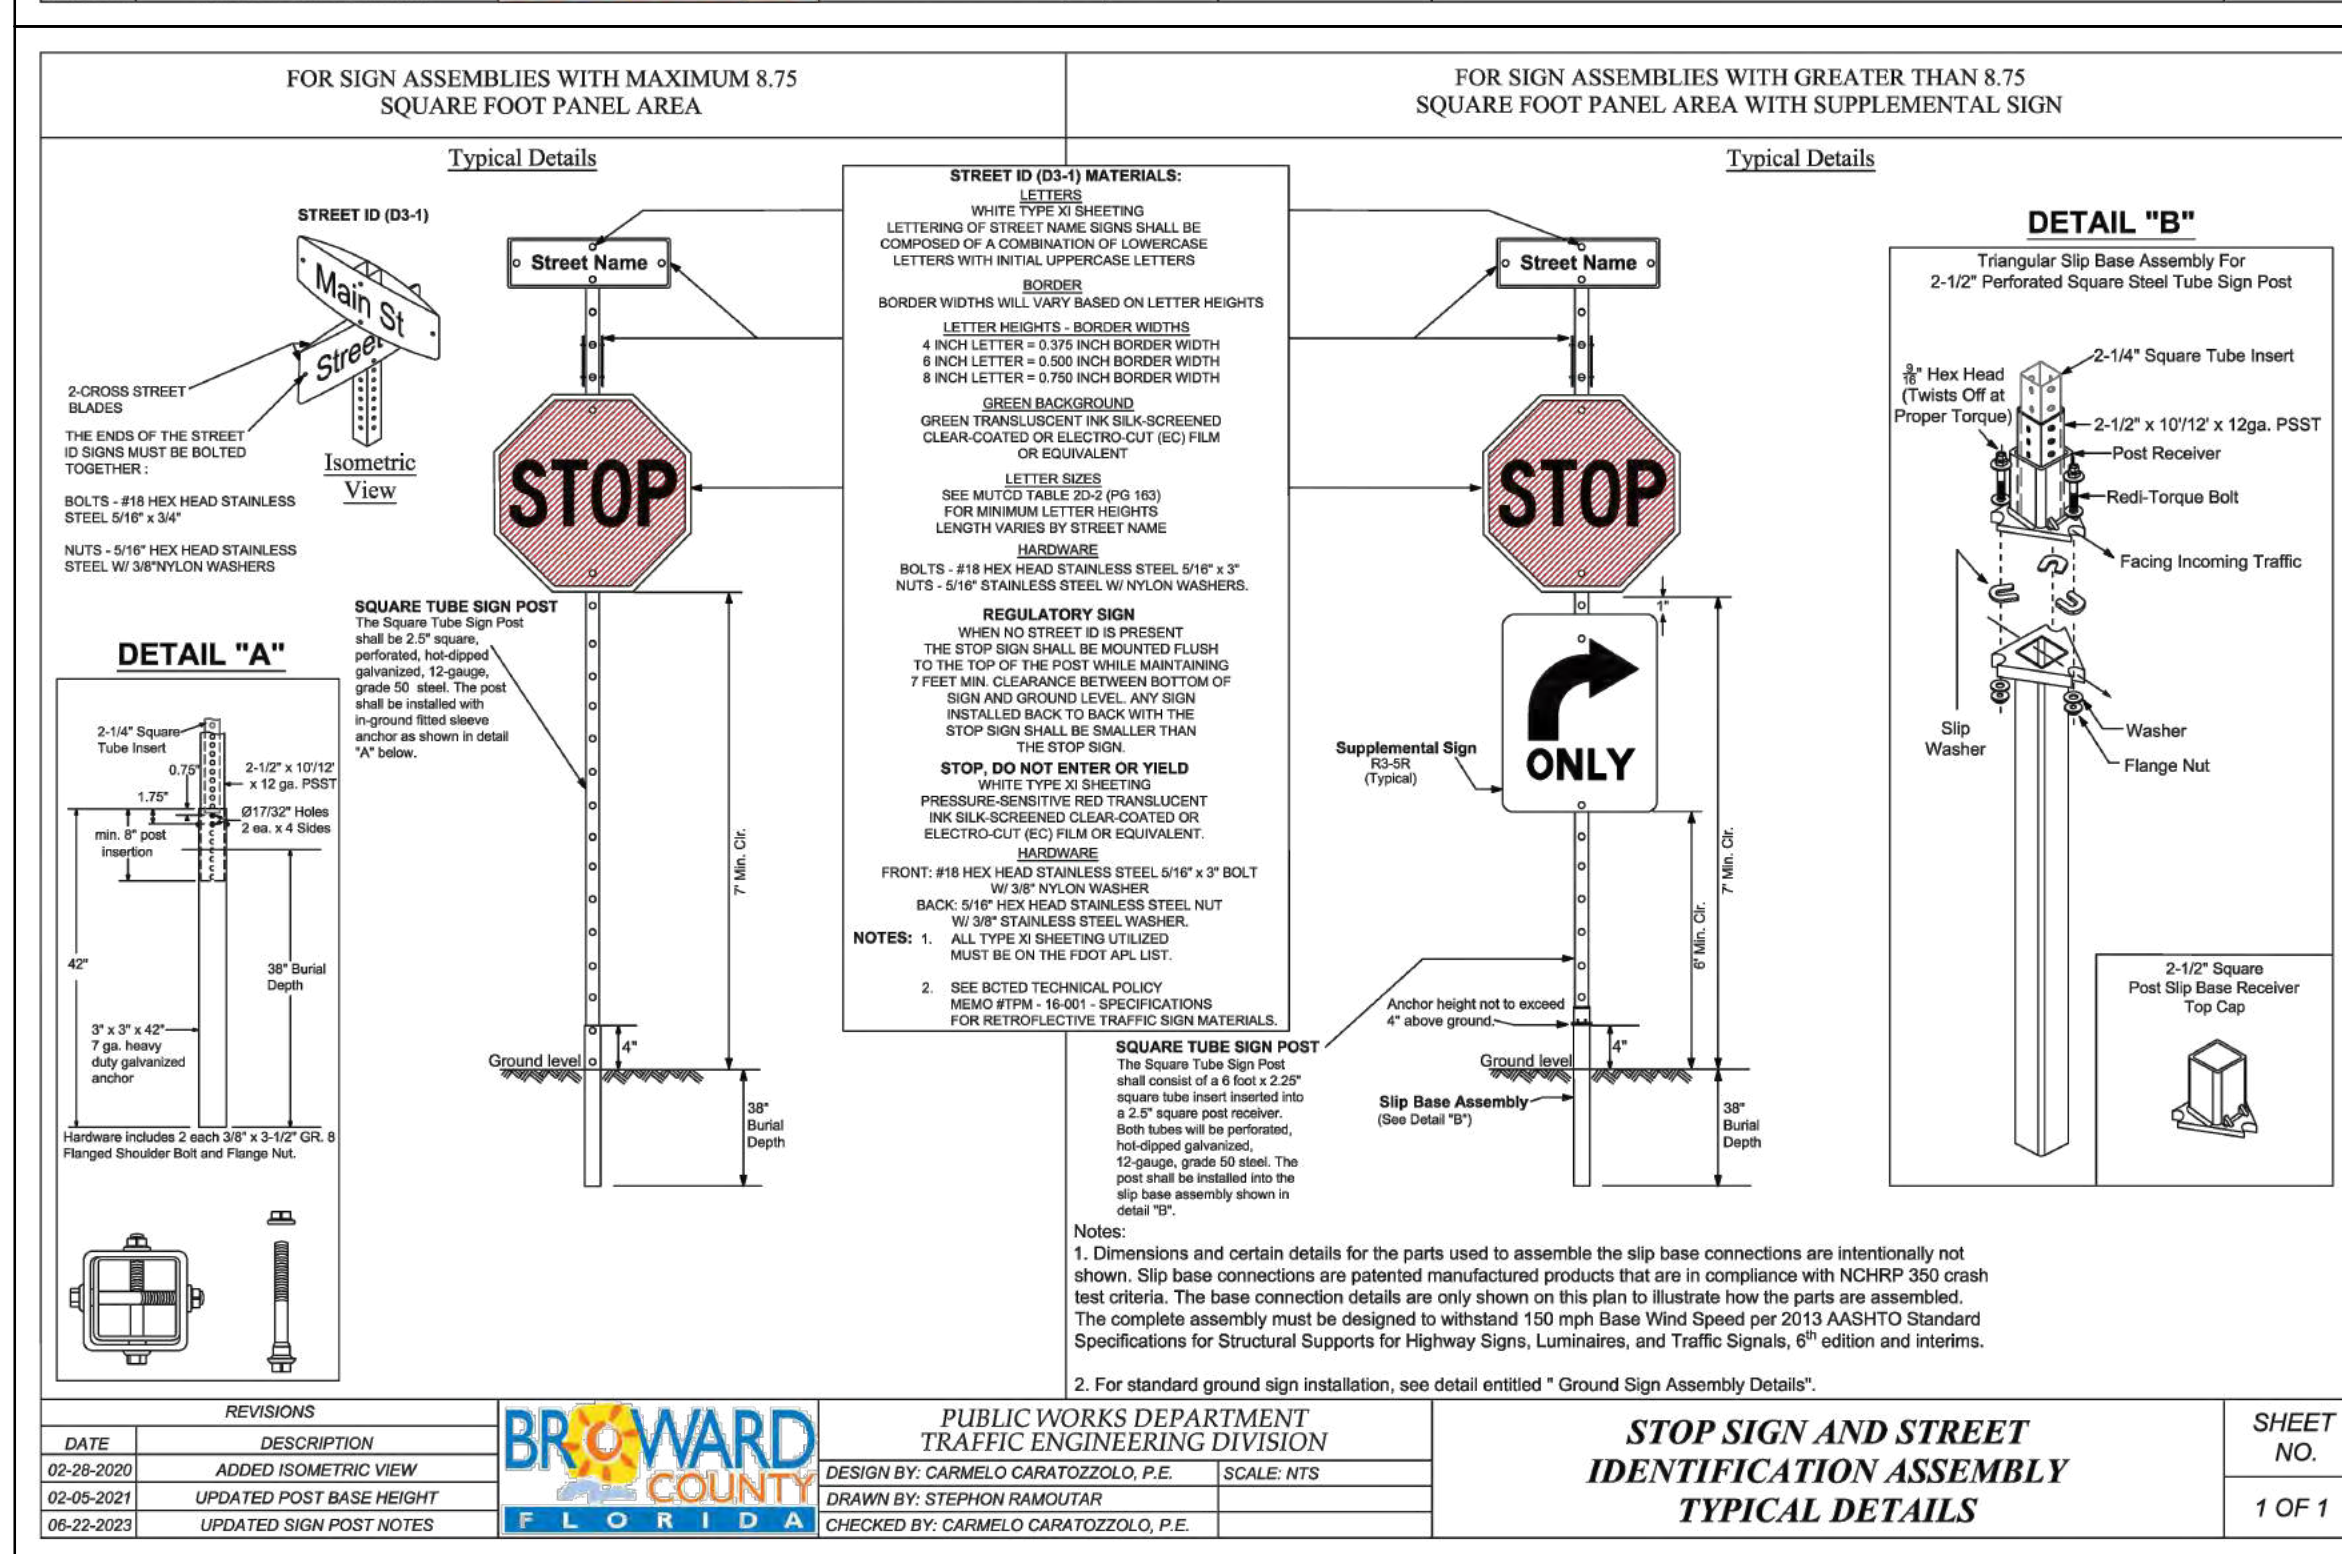 FOR SIGN ASSEMBLIES WITH MAXIMUM 8.75
SQUARE FOOT PANEL AREA
FOR SIGN ASSEMBLIES WITH GREATER THAN 8.75
SQUARE FOOT PANEL AREA WITH SUPPLEMENTAL SIGN
Typical Details
STREET ID (D3-1)
Main St
Street
2-CROSS STREET
BLADES
THE ENDS OF THE STREET
ID SIGNS MUST BE BOLTED
TOGETHER :
BOLTS - #18 HEX HEAD STAINLESS
STEEL 5/16" x 3/4"
NUTS - 5/16" HEX HEAD STAINLESS
STEEL W/ 3/8"NYLON WASHERS
Isometric
View
Street Name
STOP
SQUARE TUBE SIGN POST
The Square Tube Sign Post
shall be 2.5" square,
perforated, hot-dipped
galvanized, 12-gauge,
grade 50 steel. The post
shall be installed with
in-ground fitted sleeve
anchor as shown in detail
"A" below.
7' Min. Clr.
Ground level
4"
38"
Burial
Depth
DETAIL "A"
2-1/4" Square
Tube Insert
0.75"
2-1/2" x 10'/12'
x 12 ga. PSST
1.75"
Ø17/32" Holes
2 ea. x 4 Sides
min. 8" post
insertion
42"
38" Burial
Depth
3" x 3" x 42"
7 ga. heavy
duty galvanized
anchor
Hardware includes 2 each 3/8" x 3-1/2" GR. 8
Flanged Shoulder Bolt and Flange Nut.
STREET ID (D3-1) MATERIALS:
LETTERS
WHITE TYPE XI SHEETING
LETTERING OF STREET NAME SIGNS SHALL BE
COMPOSED OF A COMBINATION OF LOWERCASE
LETTERS WITH INITIAL UPPERCASE LETTERS
BORDER
BORDER WIDTHS WILL VARY BASED ON LETTER HEIGHTS
LETTER HEIGHTS - BORDER WIDTHS
4 INCH LETTER = 0.375 INCH BORDER WIDTH
6 INCH LETTER = 0.500 INCH BORDER WIDTH
8 INCH LETTER = 0.750 INCH BORDER WIDTH
GREEN BACKGROUND
GREEN TRANSLUSCENT INK SILK-SCREENED
CLEAR-COATED OR ELECTRO-CUT (EC) FILM
OR EQUIVALENT
LETTER SIZES
SEE MUTCD TABLE 2D-2 (PG 163)
FOR MINIMUM LETTER HEIGHTS
LENGTH VARIES BY STREET NAME
HARDWARE
BOLTS - #18 HEX HEAD STAINLESS STEEL 5/16" x 3"
NUTS - 5/16" STAINLESS STEEL W/ NYLON WASHERS.
REGULATORY SIGN
WHEN NO STREET ID IS PRESENT
THE STOP SIGN SHALL BE MOUNTED FLUSH
TO THE TOP OF THE POST WHILE MAINTAINING
7 FEET MIN. CLEARANCE BETWEEN BOTTOM OF
SIGN AND GROUND LEVEL. ANY SIGN
INSTALLED BACK TO BACK WITH THE
STOP SIGN SHALL BE SMALLER THAN
THE STOP SIGN.
STOP, DO NOT ENTER OR YIELD
WHITE TYPE XI SHEETING
PRESSURE-SENSITIVE RED TRANSLUCENT
INK SILK-SCREENED CLEAR-COATED OR
ELECTRO-CUT (EC) FILM OR EQUIVALENT.
HARDWARE
FRONT: #18 HEX HEAD STAINLESS STEEL 5/16" x 3" BOLT
W/ 3/8" NYLON WASHER
BACK: 5/16" HEX HEAD STAINLESS STEEL NUT
W/ 3/8" STAINLESS STEEL WASHER.
NOTES: 1. ALL TYPE XI SHEETING UTILIZED
MUST BE ON THE FDOT APL LIST.
2. SEE BCTED TECHNICAL POLICY
MEMO #TPM - 16-001 - SPECIFICATIONS
FOR RETROFLECTIVE TRAFFIC SIGN MATERIALS.
Typical Details
Street Name
STOP
1"
ONLY
Supplemental Sign
R3-5R
(Typical)
7' Min. Clr.
6' Min. Clr.
Anchor height not to exceed
4" above ground.
4"
Ground level
Slip Base Assembly
(See Detail "B")
38"
Burial
Depth
SQUARE TUBE SIGN POST
The Square Tube Sign Post
shall consist of a 6 foot x 2.25"
square tube insert inserted into
a 2.5" square post receiver.
Both tubes will be perforated,
hot-dipped galvanized,
12-gauge, grade 50 steel. The
post shall be installed into the
slip base assembly shown in
detail "B".
DETAIL "B"
Triangular Slip Base Assembly For
2-1/2" Perforated Square Steel Tube Sign Post
2-1/4" Square Tube Insert
9/16" Hex Head
(Twists Off at
Proper Torque)
2-1/2" x 10'/12' x 12ga. PSST
Post Receiver
Redi-Torque Bolt
Facing Incoming Traffic
Slip
Washer
Washer
Flange Nut
2-1/2" Square
Post Slip Base Receiver
Top Cap
Notes:
1. Dimensions and certain details for the parts used to assemble the slip base connections are intentionally not
shown. Slip base connections are patented manufactured products that are in compliance with NCHRP 350 crash
test criteria. The base connection details are only shown on this plan to illustrate how the parts are assembled.
The complete assembly must be designed to withstand 150 mph Base Wind Speed per 2013 AASHTO Standard
Specifications for Structural Supports for Highway Signs, Luminaires, and Traffic Signals, 6th edition and interims.
2. For standard ground sign installation, see detail entitled " Ground Sign Assembly Details".
REVISIONS
DATE DESCRIPTION
02-28-2020 ADDED ISOMETRIC VIEW
02-05-2021 UPDATED POST BASE HEIGHT
06-22-2023 UPDATED SIGN POST NOTES
BROWARD
COUNTY
FLORIDA
PUBLIC WORKS DEPARTMENT
TRAFFIC ENGINEERING DIVISION
DESIGN BY: CARMELO CARATOZZOLO, P.E. SCALE: NTS
DRAWN BY: STEPHON RAMOUTAR
CHECKED BY: CARMELO CARATOZZOLO, P.E.
STOP SIGN AND STREET
IDENTIFICATION ASSEMBLY
TYPICAL DETAILS
SHEET
NO.
1 OF 1